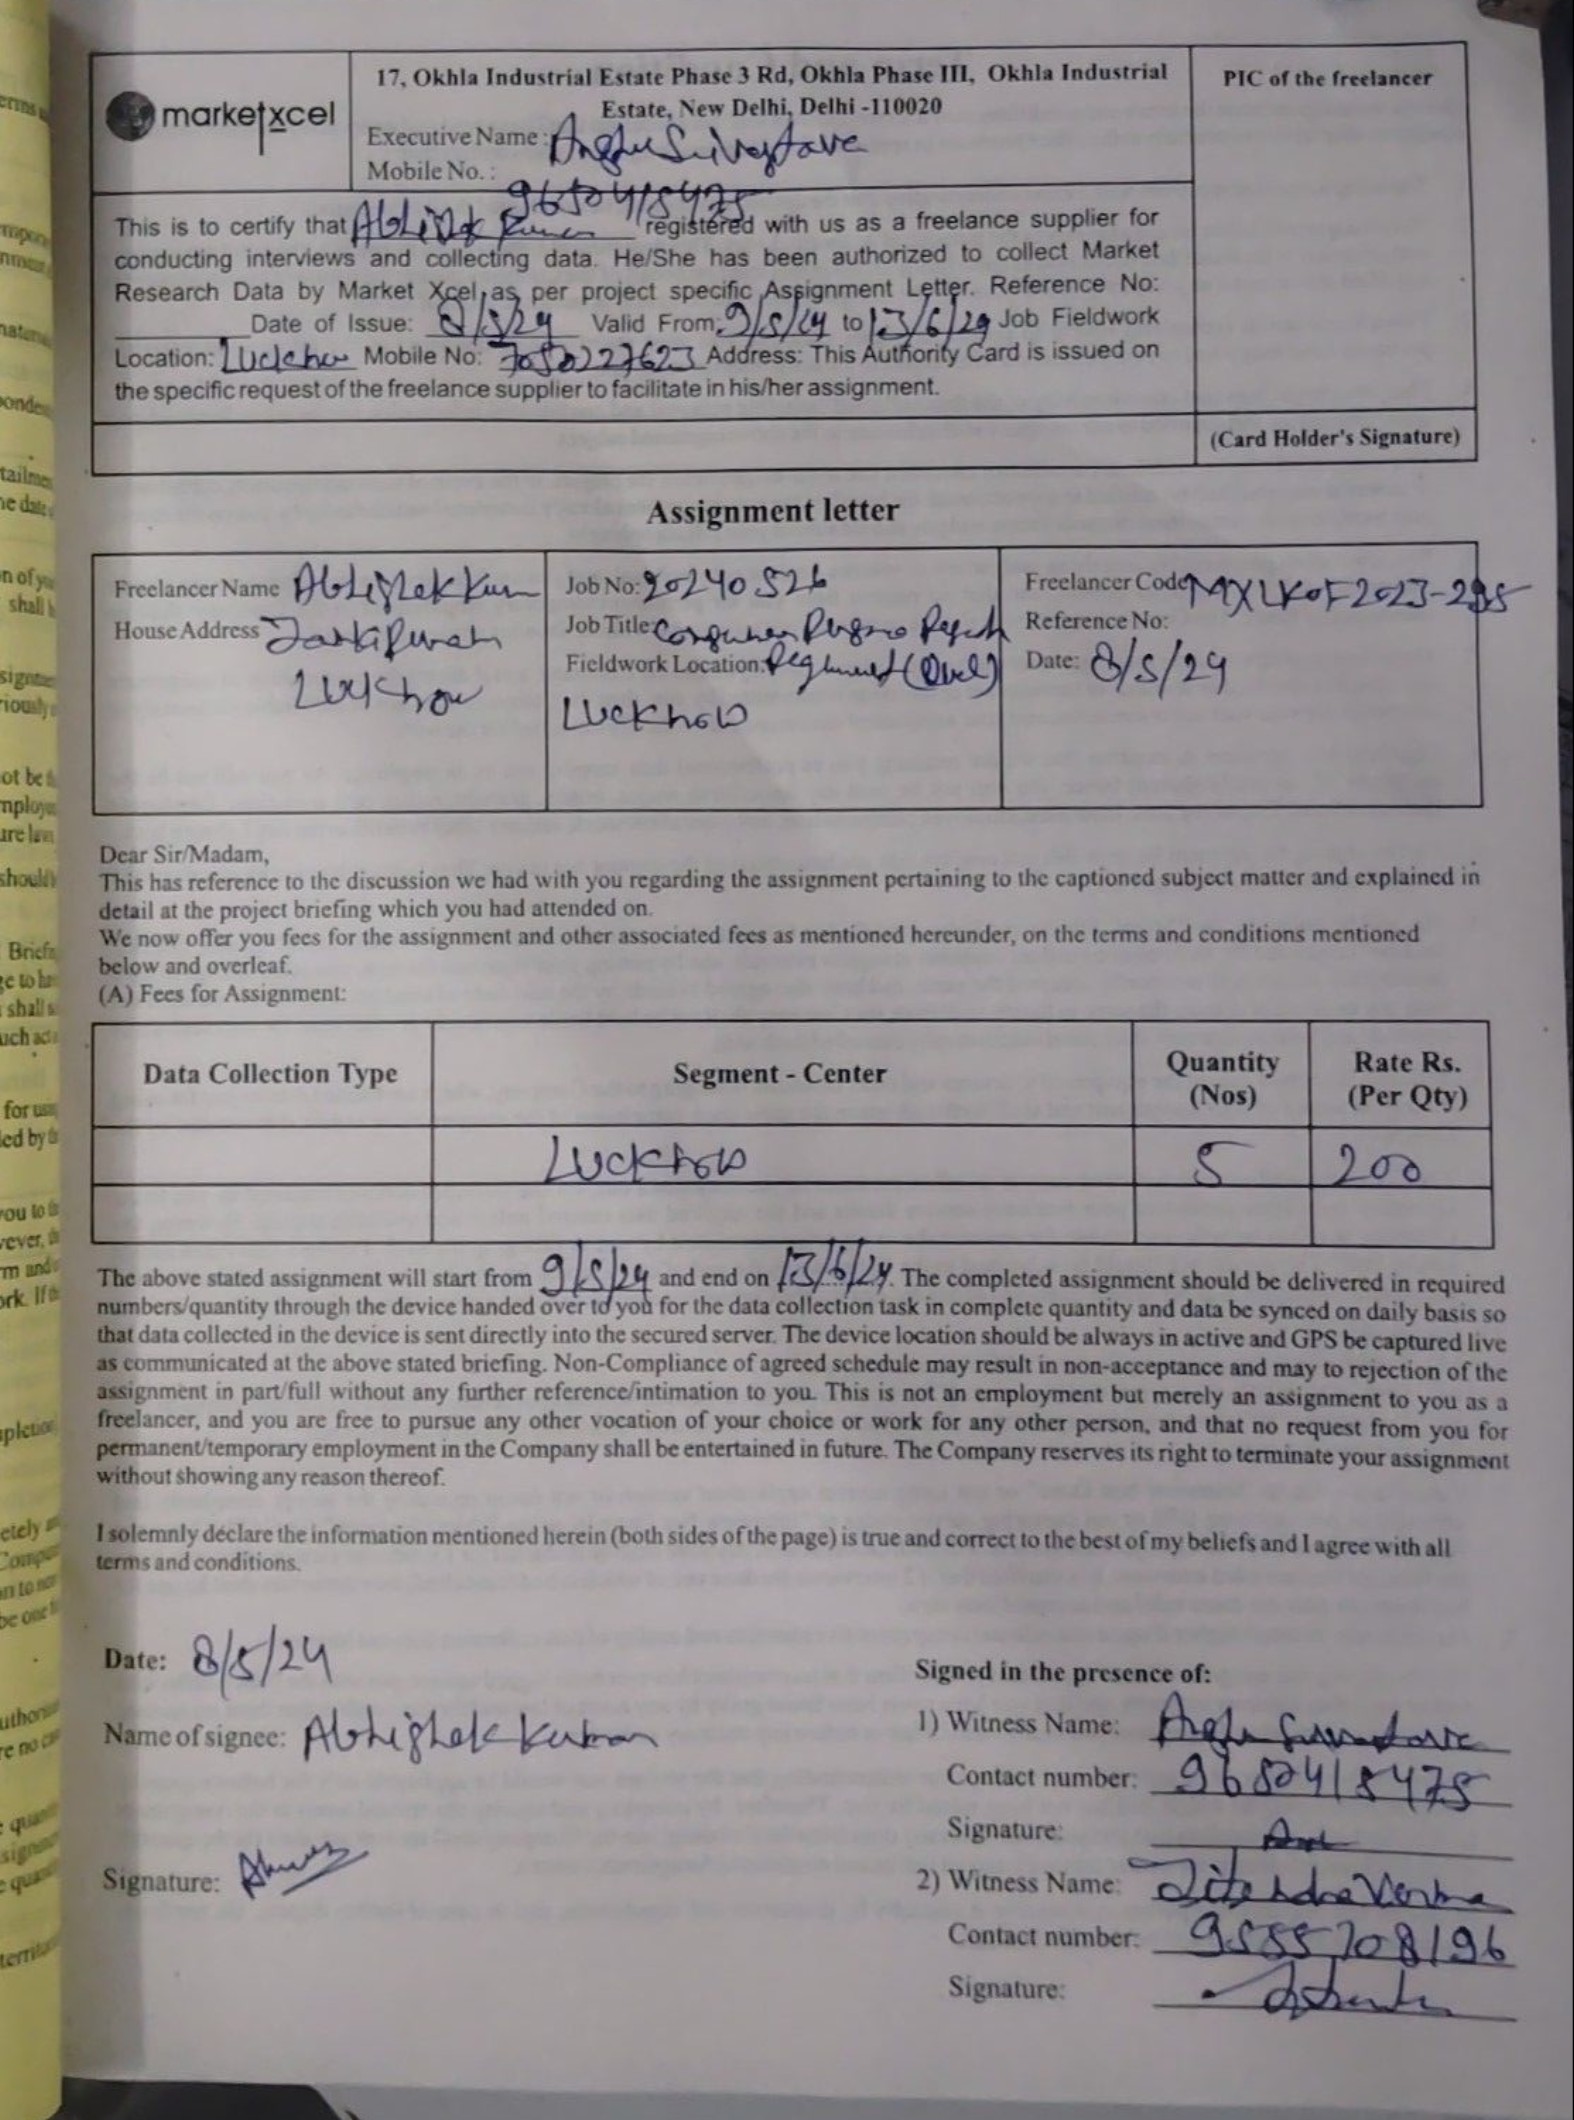 marketxcel
17, Okhla Industrial Estate Phase 3 Rd, Okhla Phase III, Okhla Industrial
Estate, New Delhi, Delhi -110020
Executive Name :
Mobile No. : 9650418475
PIC of the freelancer
This is to certify that Abhishek Kumar registered with us as a freelance supplier for
conducting interviews and collecting data. He/She has been authorized to collect Market
Research Data by Market Xcel as per project specific Assignment Letter. Reference No:
Date of Issue: 8/5/24 Valid From: 9/5/24 to 13/6/24 Job Fieldwork
Location: Lucknow Mobile No: 7050227623 Address: This Authority Card is issued on
the specific request of the freelance supplier to facilitate in his/her assignment.
(Card Holder's Signature)
Assignment letter
Freelancer Name Abhishek Kum
House Address
Lucknow
Job No: 20240526
Job Title:
Fieldwork Location:
Lucknow
Freelancer Code
Reference No:
Date: 8/5/24
Dear Sir/Madam,
This has reference to the discussion we had with you regarding the assignment pertaining to the captioned subject matter and explained in
detail at the project briefing which you had attended on.
We now offer you fees for the assignment and other associated fees as mentioned hereunder, on the terms and conditions mentioned
below and overleaf.
(A) Fees for Assignment:
Data Collection Type Segment - Center Quantity (Nos) Rate Rs. (Per Qty)
Lucknow 5 200
The above stated assignment will start from 9/5/24 and end on 13/6/24. The completed assignment should be delivered in required
numbers/quantity through the device handed over to you for the data collection task in complete quantity and data be synced on daily basis so
that data collected in the device is sent directly into the secured server. The device location should be always in active and GPS be captured live
as communicated at the above stated briefing. Non-Compliance of agreed schedule may result in non-acceptance and may to rejection of the
assignment in part/full without any further reference/intimation to you. This is not an employment but merely an assignment to you as a
freelancer, and you are free to pursue any other vocation of your choice or work for any other person, and that no request from you for
permanent/temporary employment in the Company shall be entertained in future. The Company reserves its right to terminate your assignment
without showing any reason thereof.
I solemnly declare the information mentioned herein (both sides of the page) is true and correct to the best of my beliefs and I agree with all
terms and conditions.
Date: 8/5/24
Name of signee: Abhishek Kumar
Signature:
Signed in the presence of:
1) Witness Name:
Contact number: 9650418475
Signature:
2) Witness Name: Jitendra Verma
Contact number: 9555708196
Signature: